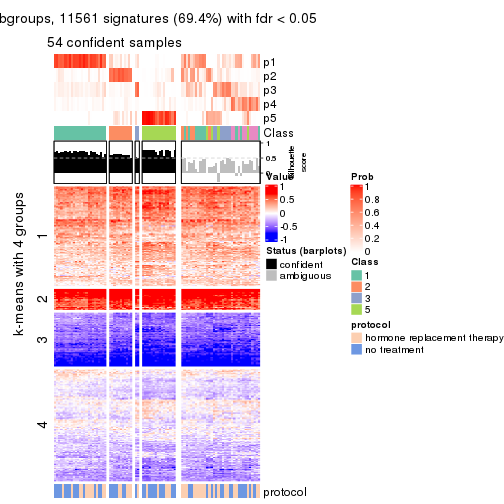 bgroups, 11561 signatures (69.4%) with fdr < 0.05
54 confident samples
p1
p2
p3
p4
p5
Class
1
0.5
0
Silhouette
score
k-means with 4 groups
1
2
3
4
protocol
Value
1
0.5
0
-0.5
-1
Status (barplots)
confident
ambiguous
Prob
1
0.8
0.6
0.4
0.2
0
Class
1
2
3
5
protocol
hormone replacement therapy
no treatment